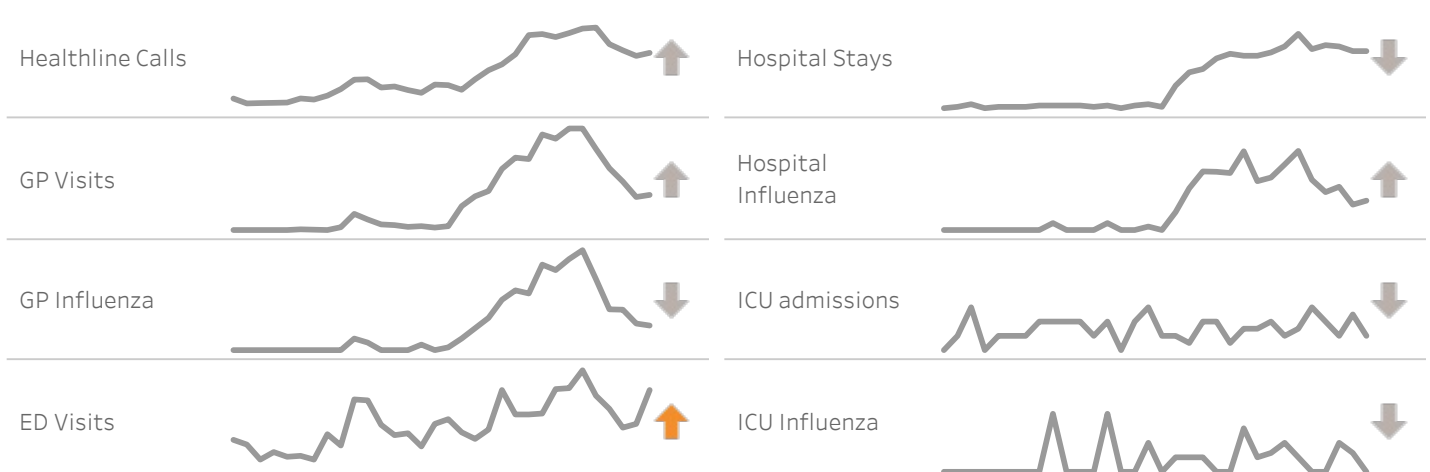 Healthline Calls
GP Visits
GP Influenza
ED Visits
Hospital Stays
Hospital
Influenza
ICU admissions
ICU Influenza